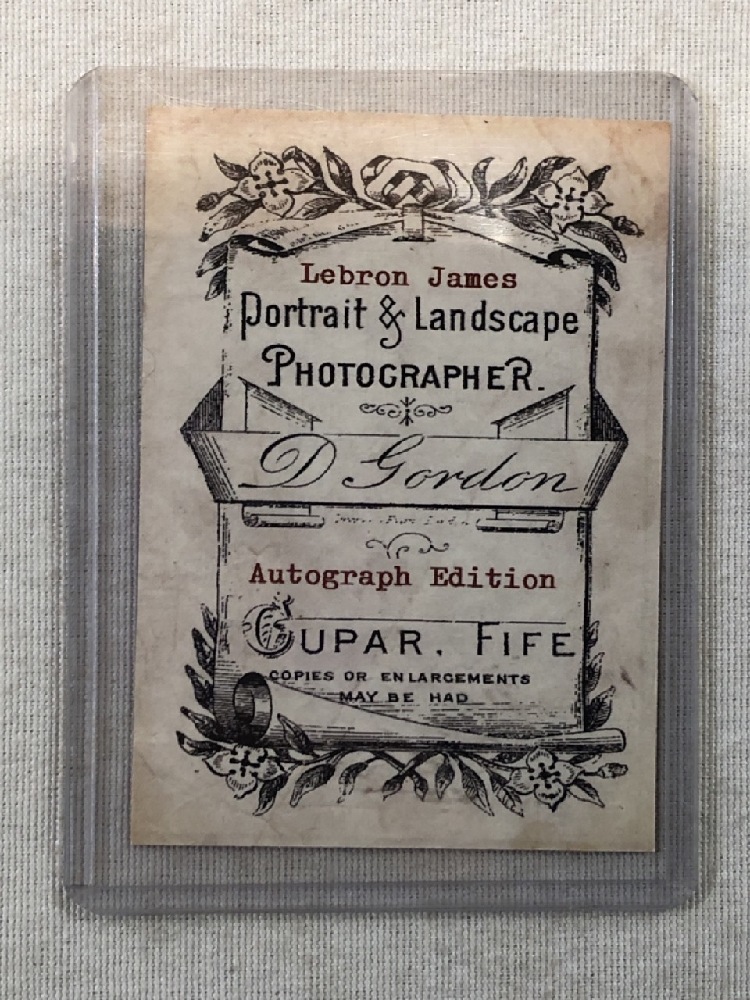 Lebron James
Portrait & Landscape
PHOTOGRAPHER.
D Gordon
Autograph Edition
CUPAR. FIFE
COPIES OR ENLARGEMENTS
MAY BE HAD